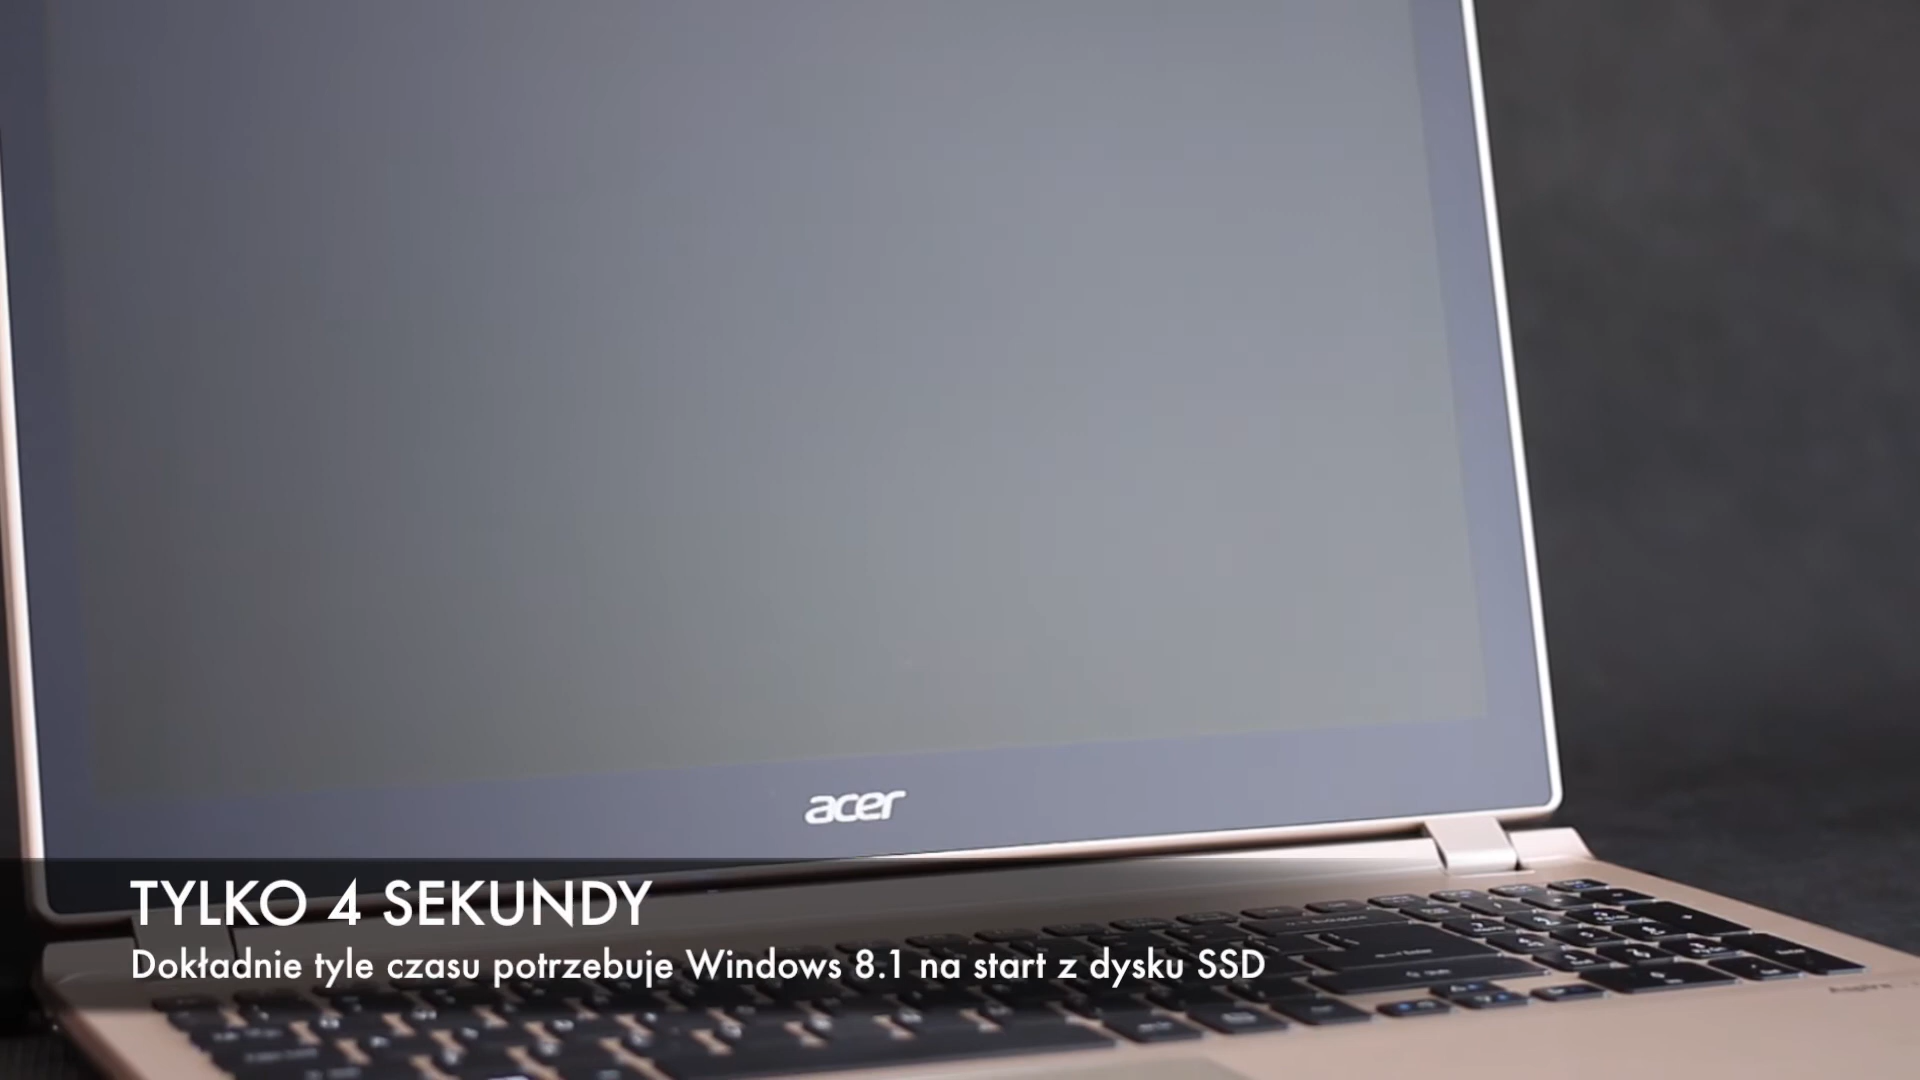 acer
TYLKO 4 SEKUNDY
Dokładnie tyle czasu potrzebuje Windows 8.1 na start z dysku SSD